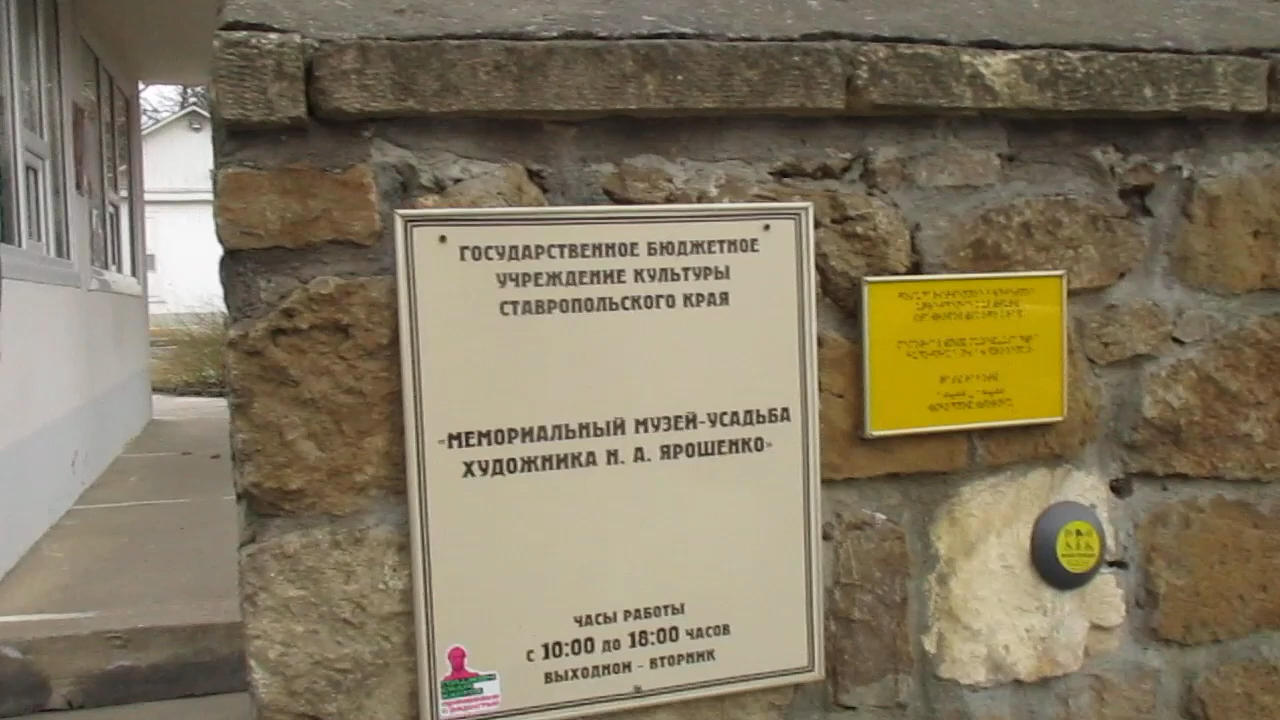 ГОСУДАРСТВЕННОЕ БЮДЖЕТНОЕ
УЧРЕЖДЕНИЕ КУЛЬТУРЫ
СТАВРОПОЛЬСКОГО КРАЯ
«МЕМОРИАЛЬНЫЙ МУЗЕЙ-УСАДЬБА
ХУДОЖНИКА Н. А. ЯРОШЕНКО»
ЧАСЫ РАБОТЫ
С 10:00 ДО 18:00 ЧАСОВ
ВЫХОДНОЙ - ВТОРНИК